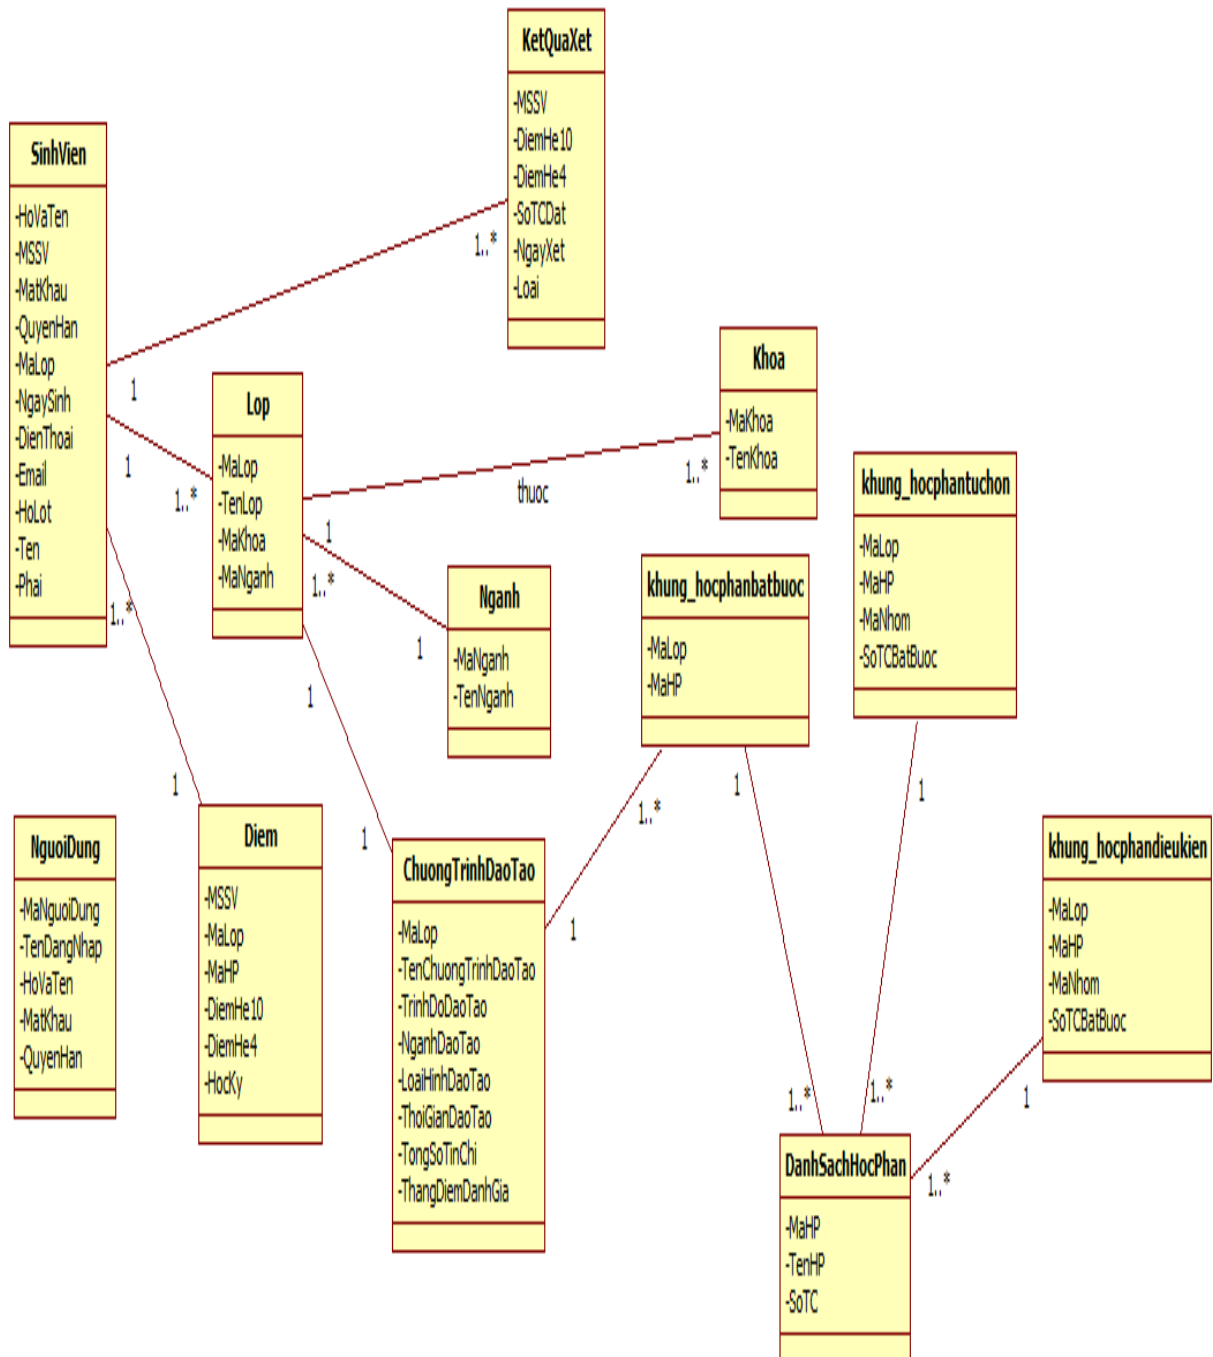 KetQuaXet
-MSSV
-DiemHe10
-DiemHe4
-SoTCDat
-NgayXet
-Loai
SinhVien
-HoVaTen
-MSSV
-MatKhau
-QuyenHan
-MaLop
-NgaySinh
-DienThoai
-Email
-HoLot
-Ten
-Phai
1..*
1
1
1..*
1..*
1
Lop
-MaLop
-TenLop
-MaKhoa
-MaNganh
Khoa
-MaKhoa
-TenKhoa
thuoc
1..*
1
1..*
1
1
1
Nganh
-MaNganh
-TenNganh
khung_hocphantuchon
-MaLop
-MaHP
-MaNhom
-SoTCBatBuoc
khung_hocphanbatbuoc
-MaLop
-MaHP
1..*
1
1
1
NguoiDung
-MaNguoiDung
-TenDangNhap
-HoVaTen
-MatKhau
-QuyenHan
Diem
-MSSV
-MaLop
-MaHP
-DiemHe10
-DiemHe4
-HocKy
ChuongTrinhDaoTao
-MaLop
-TenChuongTrinhDaoTao
-TrinhDoDaoTao
-NganhDaoTao
-LoaiHinhDaoTao
-ThoiGianDaoTao
-TongSoTinChi
-ThangDiemDanhGia
khung_hocphandieukien
-MaLop
-MaHP
-MaNhom
-SoTCBatBuoc
1..*
1..*
1
1..*
DanhSachHocPhan
-MaHP
-TenHP
-SoTC